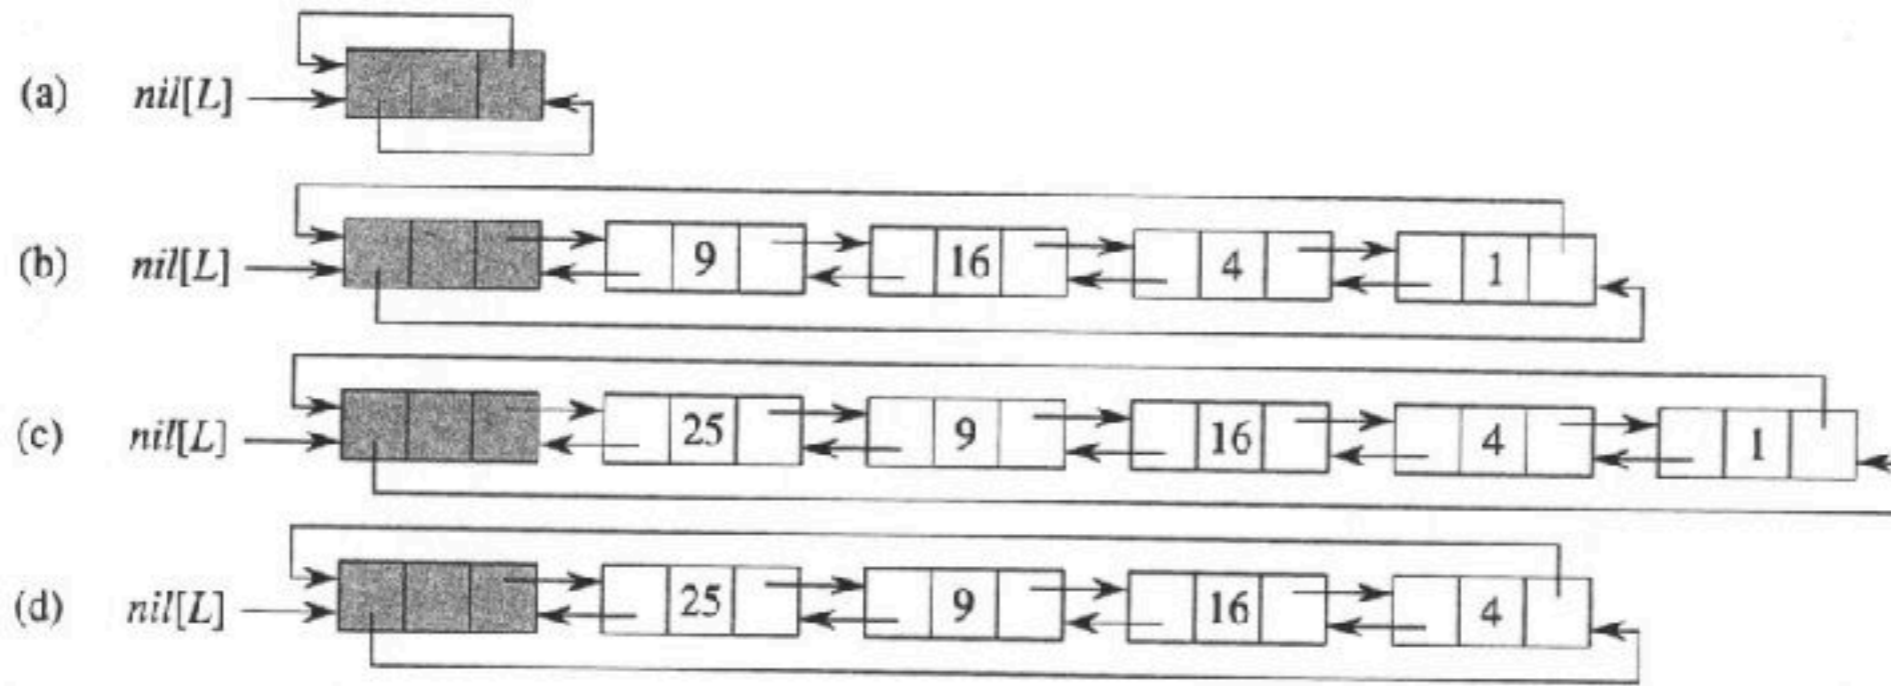 (a) nil[L]
(b) nil[L] 9 16 4 1
(c) nil[L] 25 9 16 4 1
(d) nil[L] 25 9 16 4